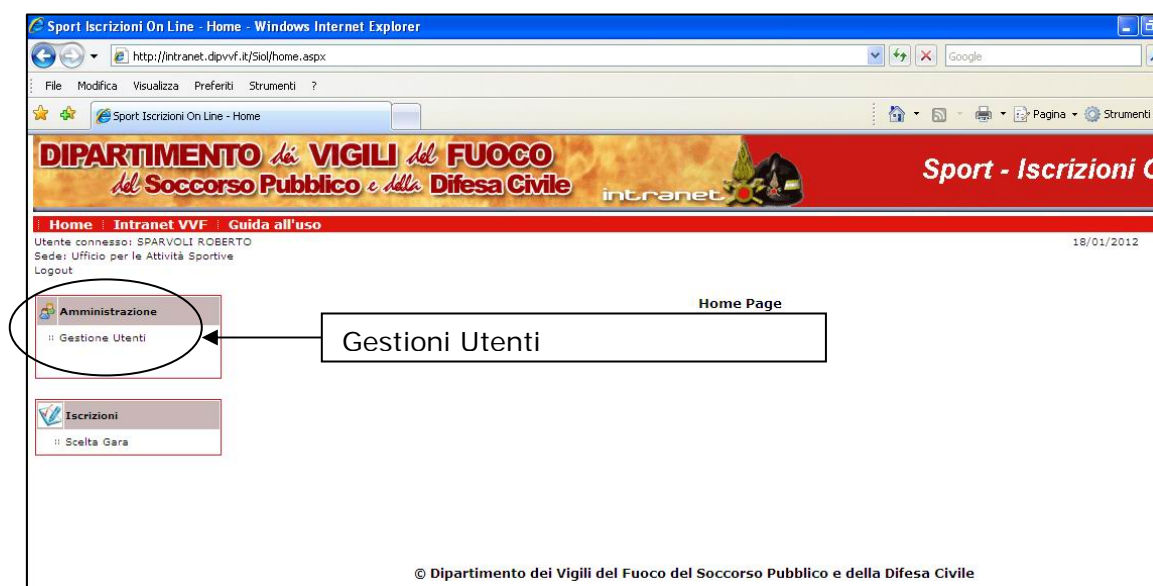 Sport Iscrizioni On Line - Home - Windows Internet Explorer
http://intranet.dipvvf.it/Siol/home.aspx
Google
File Modifica Visualizza Preferiti Strumenti ?
Sport Iscrizioni On Line - Home
Pagina Strumenti
DIPARTIMENTO dei VIGILI del FUOCO
del Soccorso Pubblico e della Difesa Civile
intranet
Sport - Iscrizioni O
Home Intranet VVF Guida all'uso
Utente connesso: SPARVOLI ROBERTO
18/01/2012
Sede: Ufficio per le Attività Sportive
Logout
Home Page
Amministrazione
:: Gestione Utenti
Gestioni Utenti
Iscrizioni
:: Scelta Gara
© Dipartimento dei Vigili del Fuoco del Soccorso Pubblico e della Difesa Civile